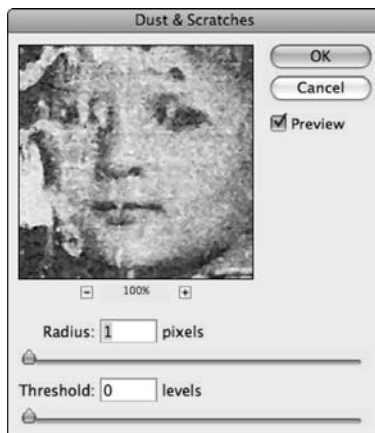 Dust & Scratches
OK
Cancel
Preview
100%
Radius: 1 pixels
Threshold: 0 levels